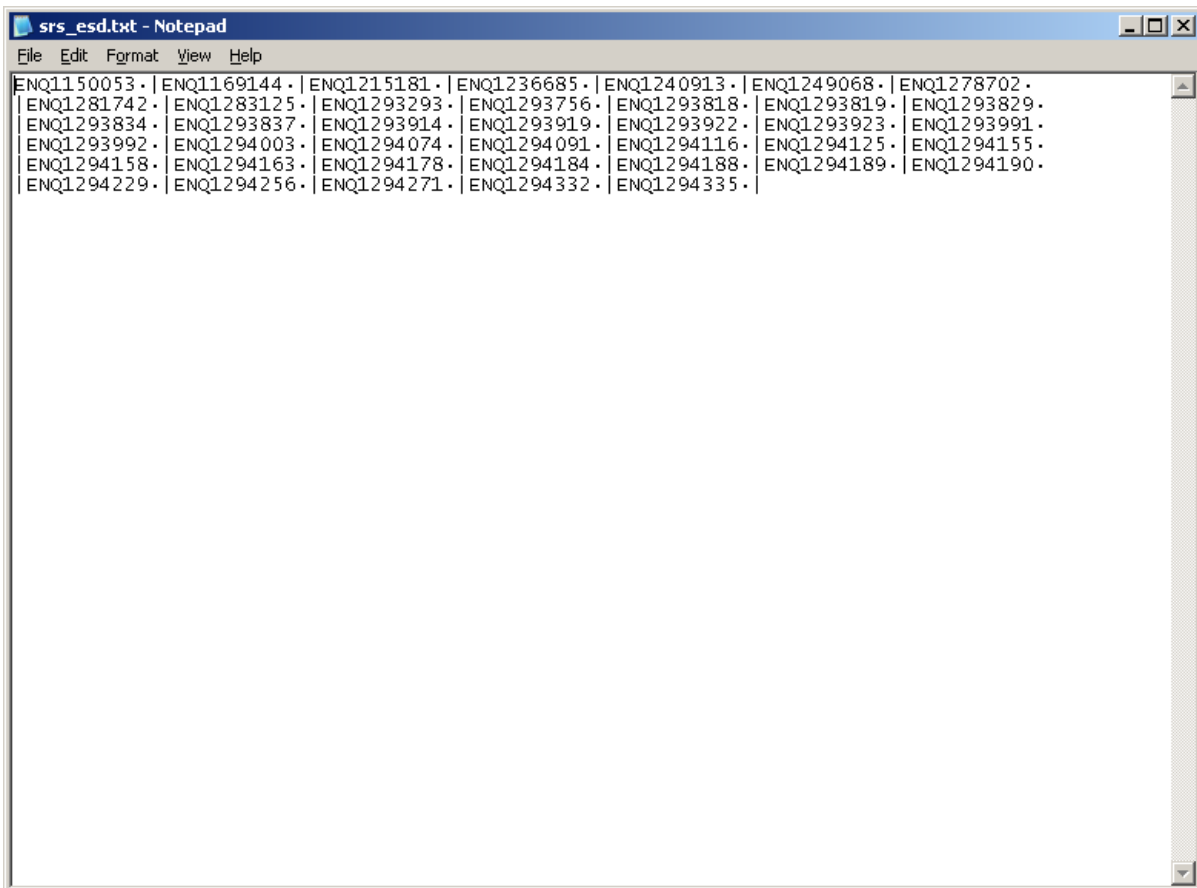 srs_esd.txt - Notepad
File Edit Format View Help
ENQ1150053·|ENQ1169144·|ENQ1215181·|ENQ1236685·|ENQ1240913·|ENQ1249068·|ENQ1278702·
|ENQ1281742·|ENQ1283125·|ENQ1293293·|ENQ1293756·|ENQ1293818·|ENQ1293819·|ENQ1293829·
|ENQ1293834·|ENQ1293837·|ENQ1293914·|ENQ1293919·|ENQ1293922·|ENQ1293923·|ENQ1293991·
|ENQ1293992·|ENQ1294003·|ENQ1294074·|ENQ1294091·|ENQ1294116·|ENQ1294125·|ENQ1294155·
|ENQ1294158·|ENQ1294163·|ENQ1294178·|ENQ1294184·|ENQ1294188·|ENQ1294189·|ENQ1294190·
|ENQ1294229·|ENQ1294256·|ENQ1294271·|ENQ1294332·|ENQ1294335·|